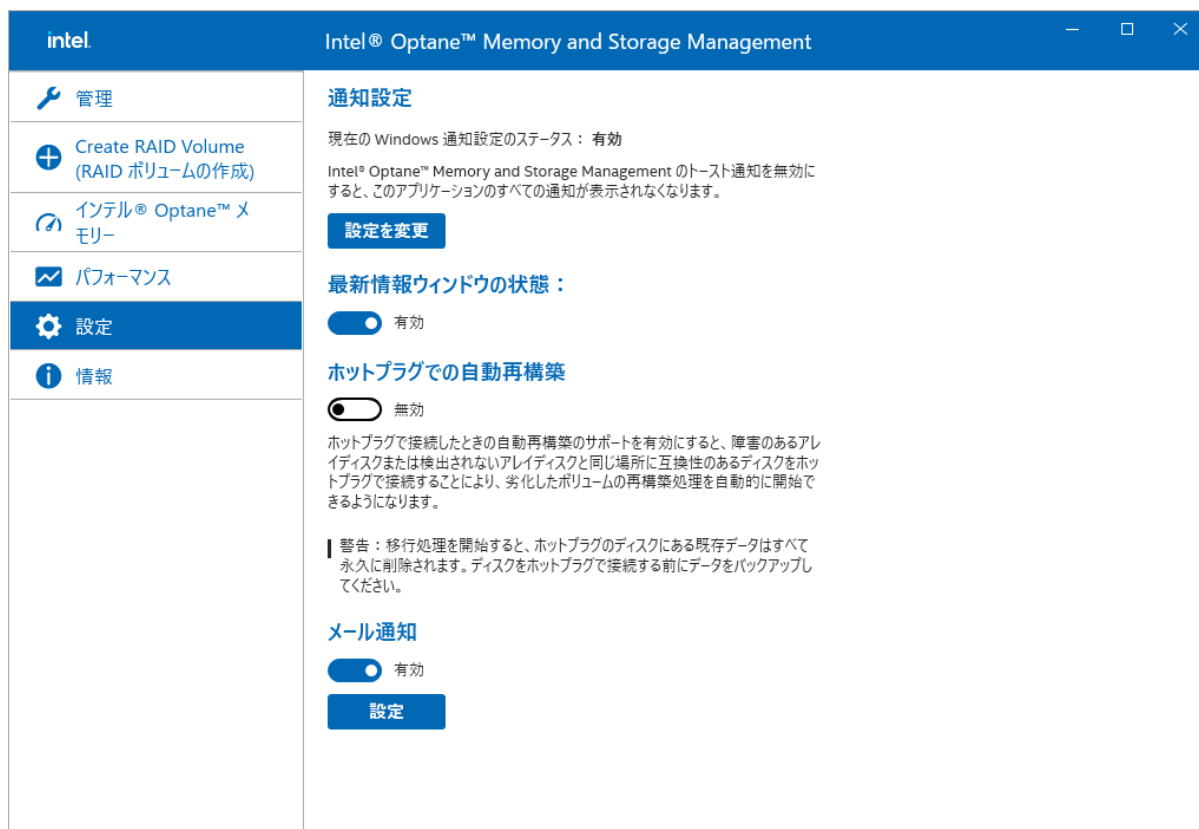 intel.
Intel® Optane™ Memory and Storage Management
管理
Create RAID Volume
(RAID ボリュームの作成)
インテル® Optane™ メ
モリー
パフォーマンス
設定
情報
通知設定
現在の Windows 通知設定のステータス： 有効
Intel® Optane™ Memory and Storage Management のトースト通知を無効に
すると、このアプリケーションのすべての通知が表示されなくなります。
設定を変更
最新情報ウィンドウの状態：
有効
ホットプラグでの自動再構築
無効
ホットプラグで接続したときの自動再構築のサポートを有効にすると、障害のあるアレ
イディスクまたは検出されないアレイディスクと同じ場所に互換性のあるディスクをホッ
トプラグで接続することにより、劣化したボリュームの再構築処理を自動的に開始で
きるようになります。
警告：移行処理を開始すると、ホットプラグのディスクにある既存データはすべて
永久に削除されます。ディスクをホットプラグで接続する前にデータをバックアップし
てください。
メール通知
有効
設定